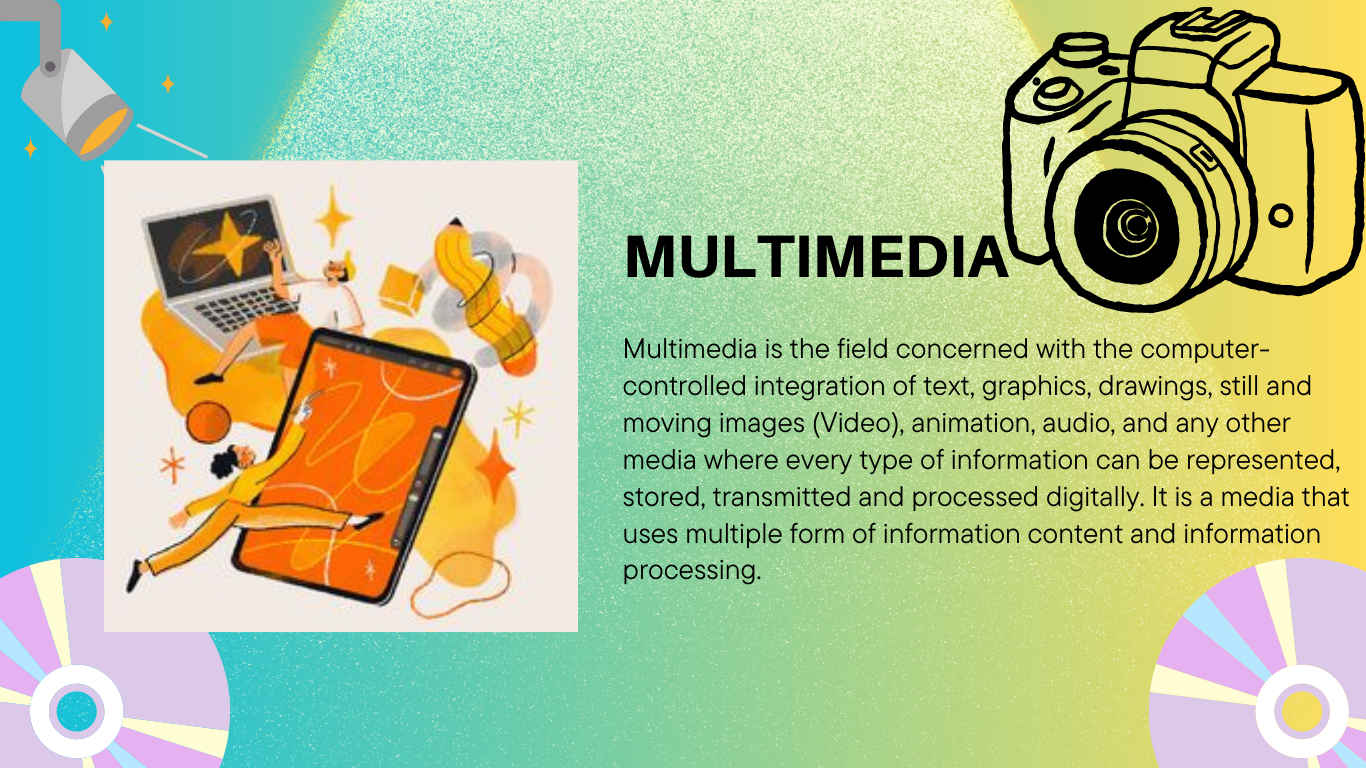 MULTIMEDIA
Multimedia is the field concerned with the computer-
controlled integration of text, graphics, drawings, still and
moving images (Video), animation, audio, and any other
media where every type of information can be represented,
stored, transmitted and processed digitally. It is a media that
uses multiple form of information content and information
processing.